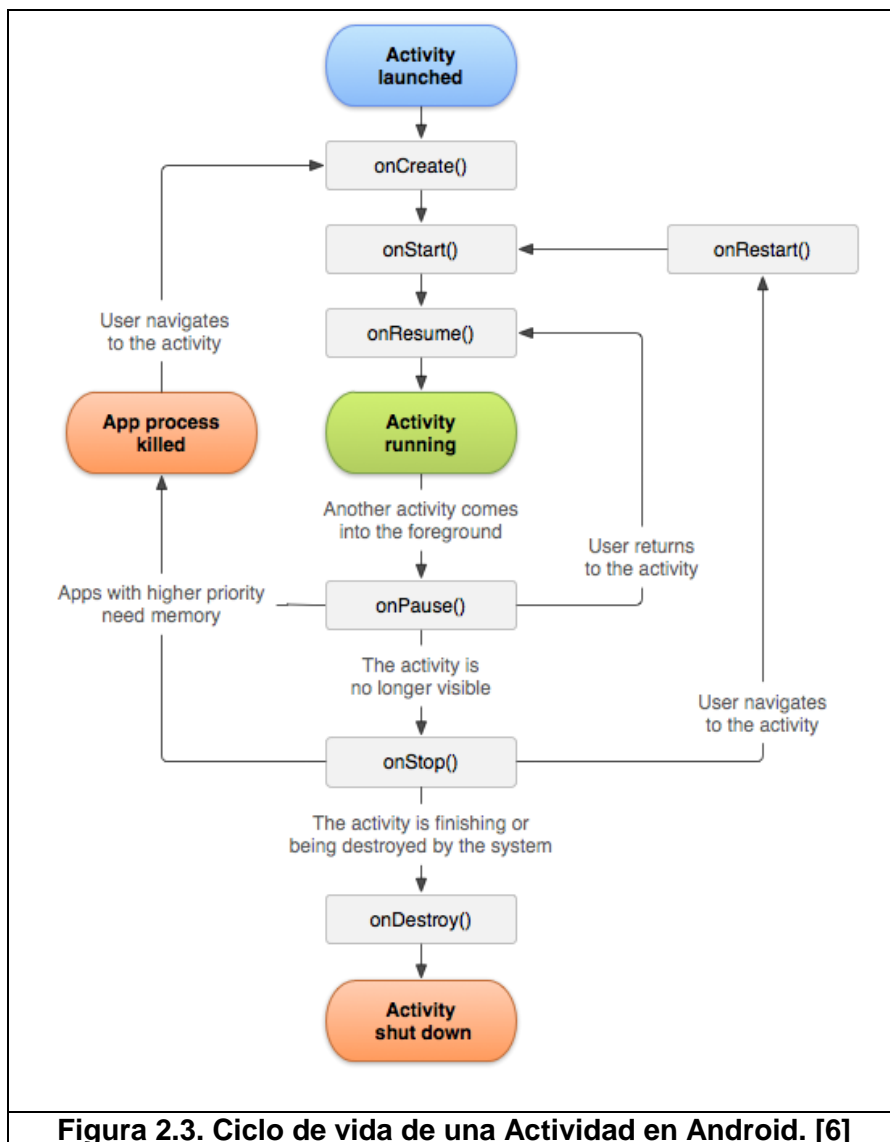 Activity
launched
onCreate()
onStart()
onRestart()
onResume()
User navigates
to the activity
App process
killed
Activity
running
Another activity comes
into the foreground
User returns
to the activity
Apps with higher priority
need memory
onPause()
The activity is
no longer visible
User navigates
to the activity
onStop()
The activity is finishing or
being destroyed by the system
onDestroy()
Activity
shut down
Figura 2.3. Ciclo de vida de una Actividad en Android. [6]